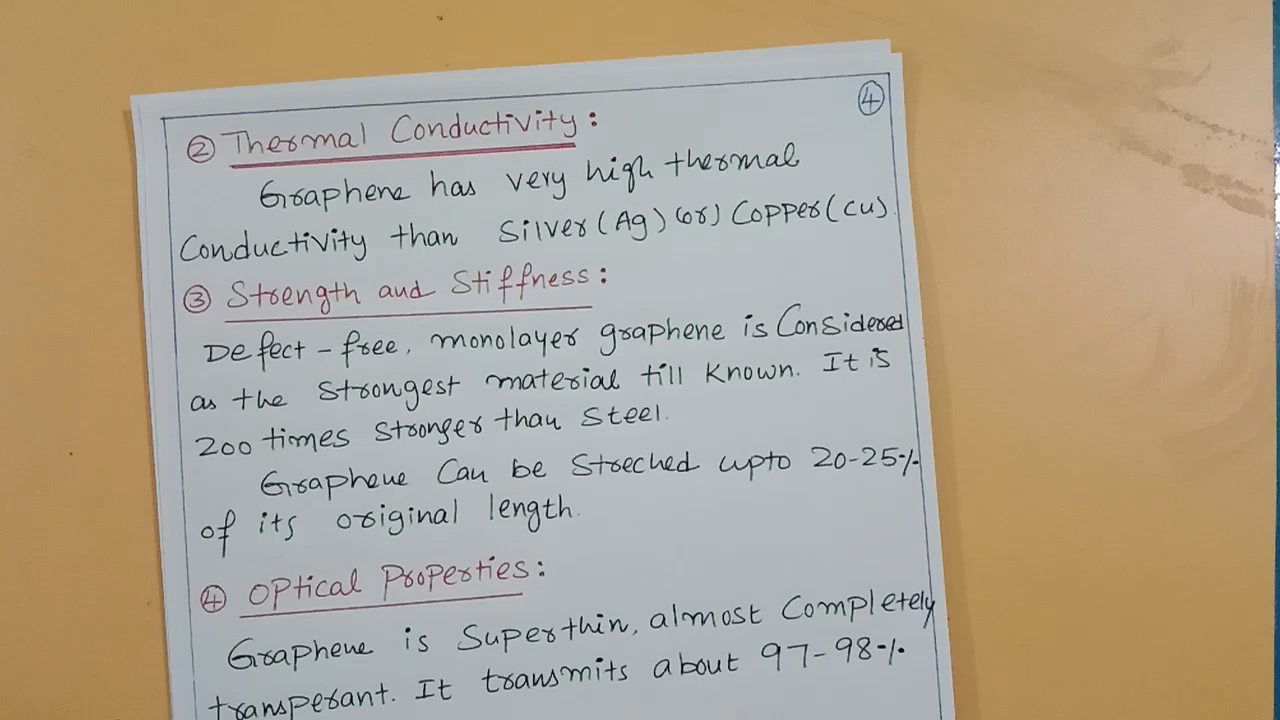 4
② Thermal Conductivity :
Graphene has very high thermal
Conductivity than Silver (Ag) (or) Copper (Cu).
③ Strength and Stiffness :
Defect-free, monolayer graphene is Considered
as the strongest material till known. It is
200 times stronger than steel.
Graphene Can be Streched upto 20-25%
of its original length.
④ Optical Properties :
Graphene is Superthin, almost Completely
transperant. It transmits about 97-98%